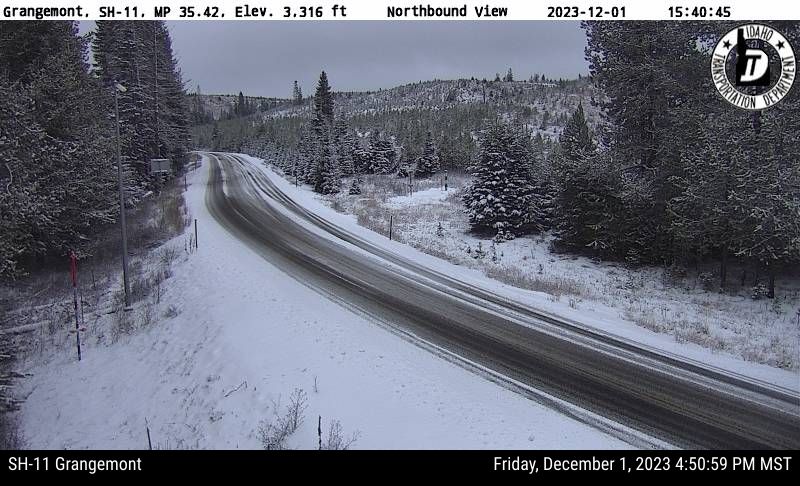 Grangemont, SH-11, MP 35.42, Elev. 3,316 ft Northbound View 2023-12-01 15:40:45
IDAHO
TRANSPORTATION DEPARTMENT
SH-11 Grangemont Friday, December 1, 2023 4:50:59 PM MST